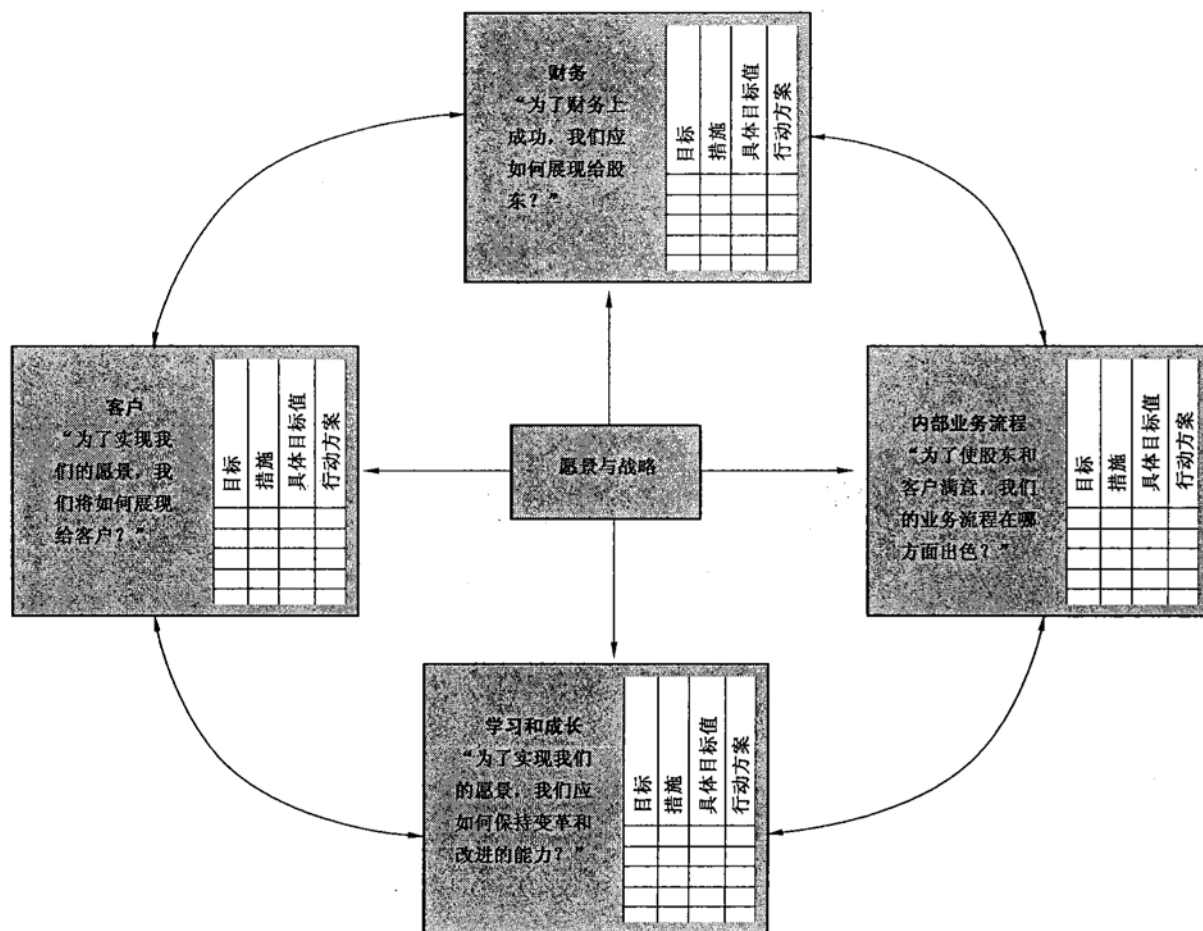 财务
“为了财务上
成功，我们应
如何展现给股
东？”
目标
措施
具体目标值
行动方案
客户
“为了实现我
们的愿景，我
们将如何展现
给客户？”
目标
措施
具体目标值
行动方案
愿景与战略
内部业务流程
“为了使股东和
客户满意，我们
的业务流程在哪
方面出色？”
目标
措施
具体目标值
行动方案
学习和成长
“为了实现我们
的愿景，我们应
如何保持变革和
改进的能力？”
目标
措施
具体目标值
行动方案